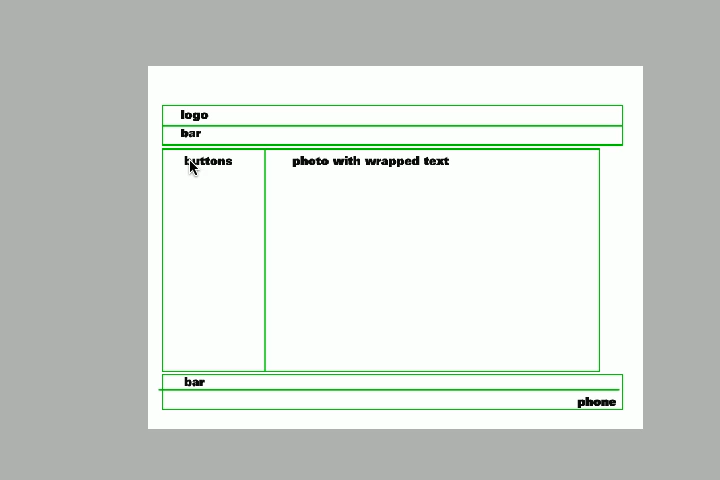 logo
bar
buttons
photo with wrapped text
bar
phone